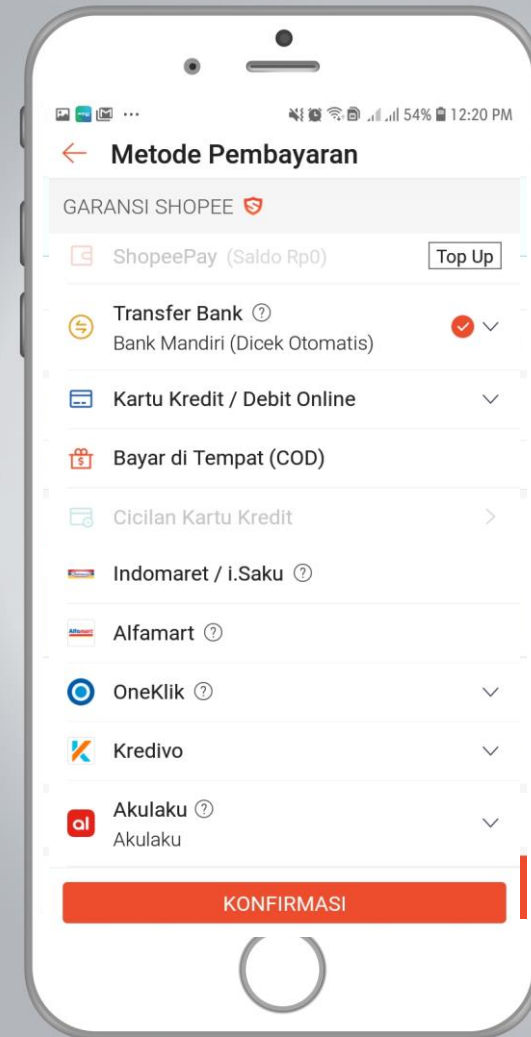 54% 12:20 PM
Metode Pembayaran
GARANSI SHOPEE
ShopeePay (Saldo Rp0) Top Up
Transfer Bank
Bank Mandiri (Dicek Otomatis)
Kartu Kredit / Debit Online
Bayar di Tempat (COD)
Cicilan Kartu Kredit
Indomaret / i.Saku
Alfamart
Alfamart
OneKlik
Kredivo
al
Akulaku
Akulaku
KONFIRMASI